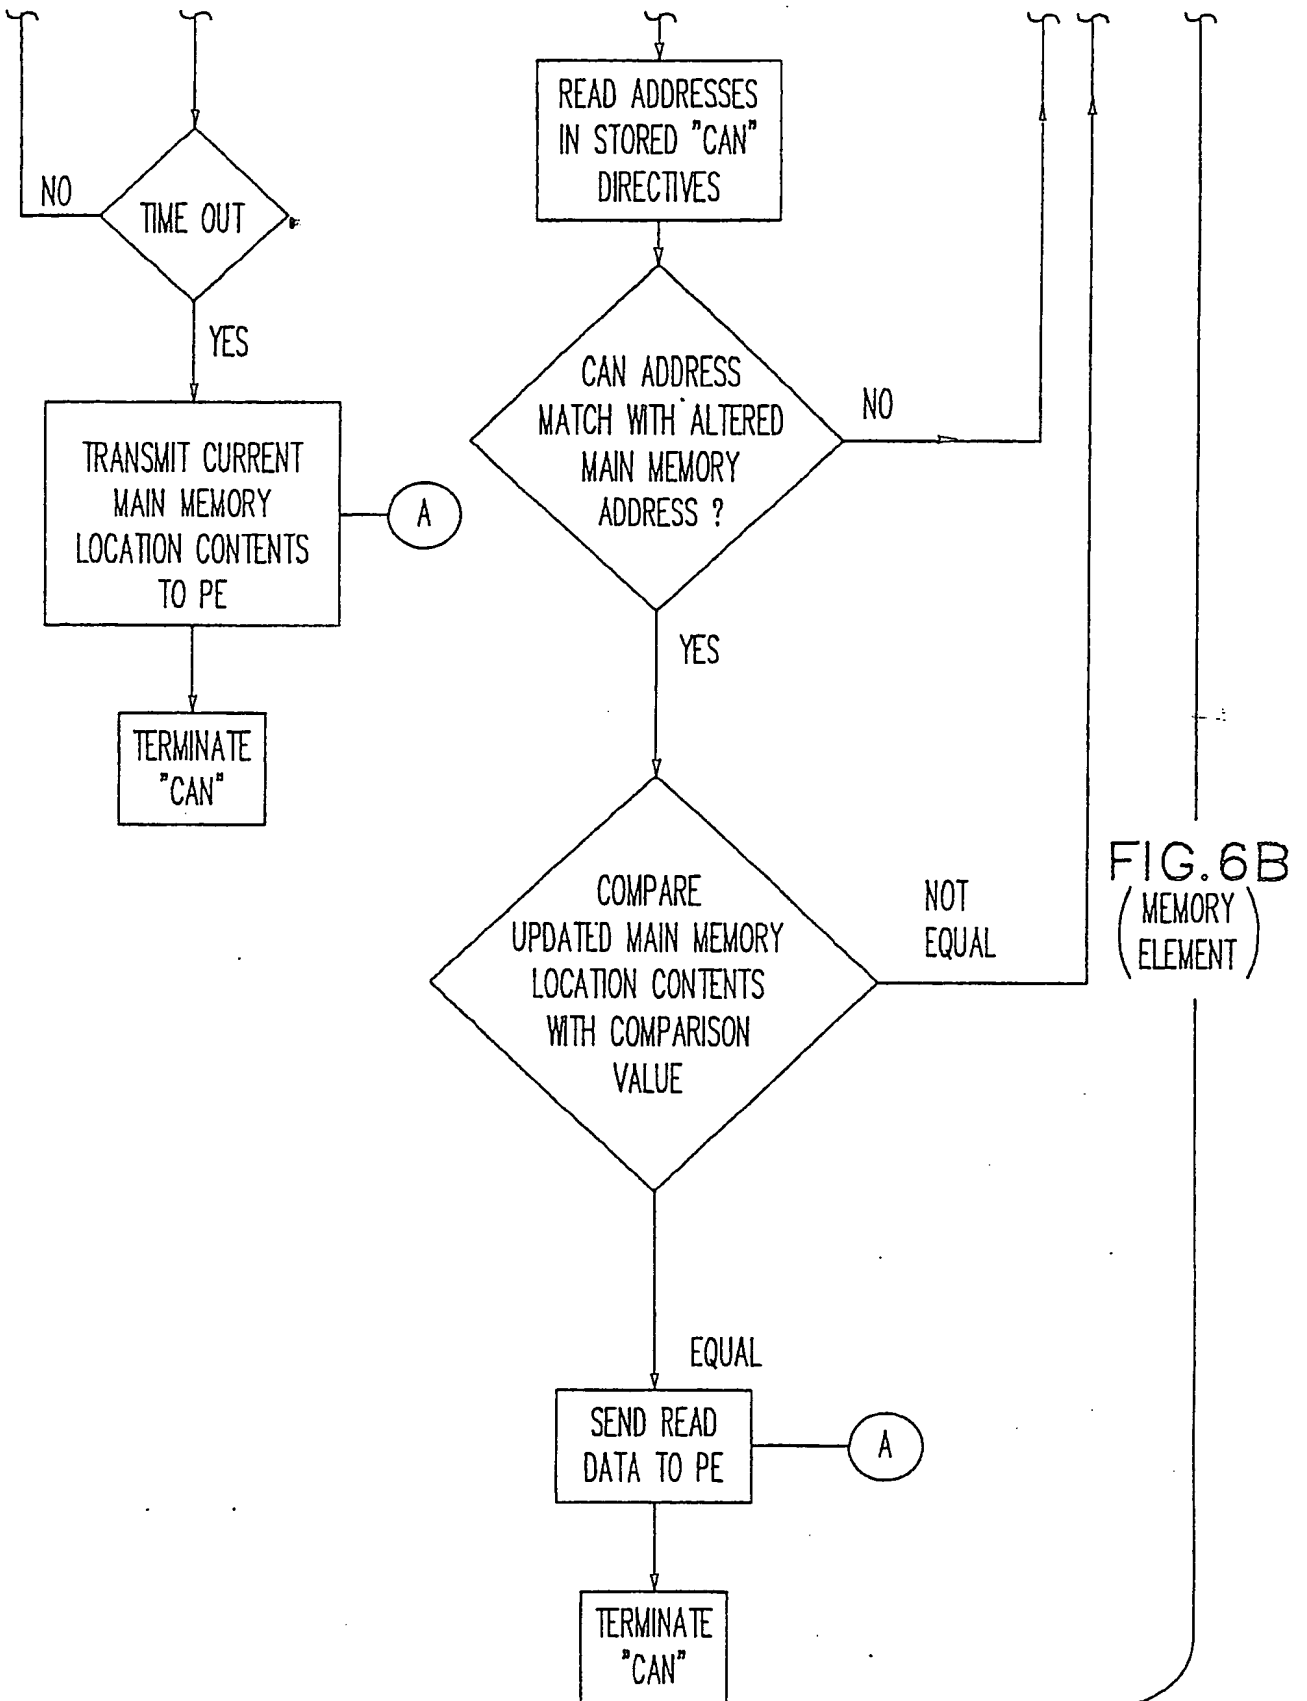 NO
TIME OUT
YES
TRANSMIT CURRENT
MAIN MEMORY
LOCATION CONTENTS
TO PE
A
TERMINATE
"CAN"
READ ADDRESSES
IN STORED "CAN"
DIRECTIVES
CAN ADDRESS
MATCH WITH ALTERED
MAIN MEMORY
ADDRESS ?
NO
YES
COMPARE
UPDATED MAIN MEMORY
LOCATION CONTENTS
WITH COMPARISON
VALUE
NOT
EQUAL
EQUAL
SEND READ
DATA TO PE
A
TERMINATE
"CAN"
FIG.6B
(MEMORY
ELEMENT)